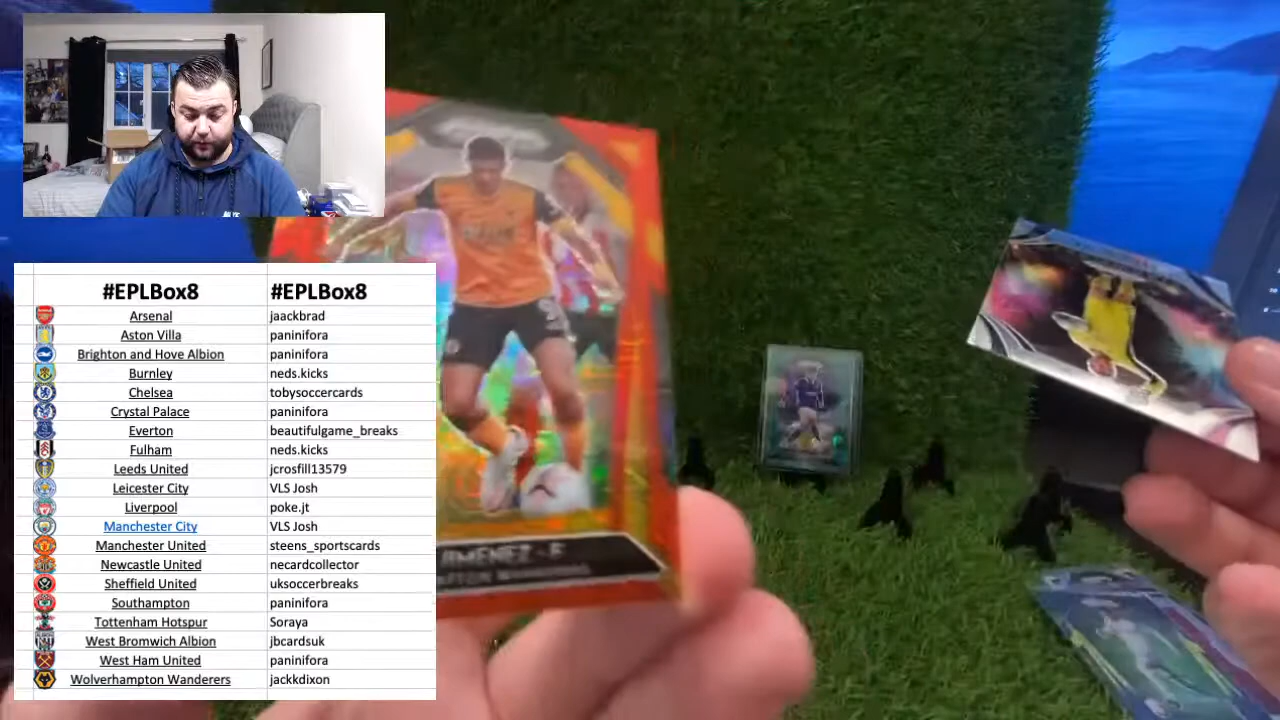 #EPLBox8 #EPLBox8
Arsenal jaackbrad
Aston Villa paninifora
Brighton and Hove Albion paninifora
Burnley neds.kicks
Chelsea tobysoccercards
Crystal Palace paninifora
Everton beautifulgame_breaks
Fulham neds.kicks
Leeds United jcrosfill13579
Leicester City VLS Josh
Liverpool poke.jt
Manchester City VLS Josh
Manchester United steens_sportscards
Newcastle United necardcollector
Sheffield United uksoccerbreaks
Southampton paninifora
Tottenham Hotspur Soraya
West Bromwich Albion jbcardsuk
West Ham United paninifora
Wolverhampton Wanderers jackkdixon